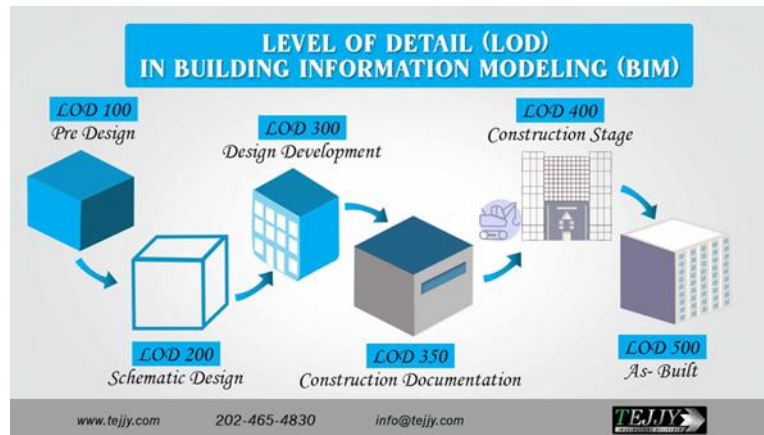 LEVEL OF DETAIL (LOD)
IN BUILDING INFORMATION MODELING (BIM)
LOD 100
Pre Design
LOD 200
Schematic Design
LOD 300
Design Development
LOD 350
Construction Documentation
LOD 400
Construction Stage
LOD 500
As- Built
www.tejjy.com
202-465-4830
info@tejjy.com
TEJJY